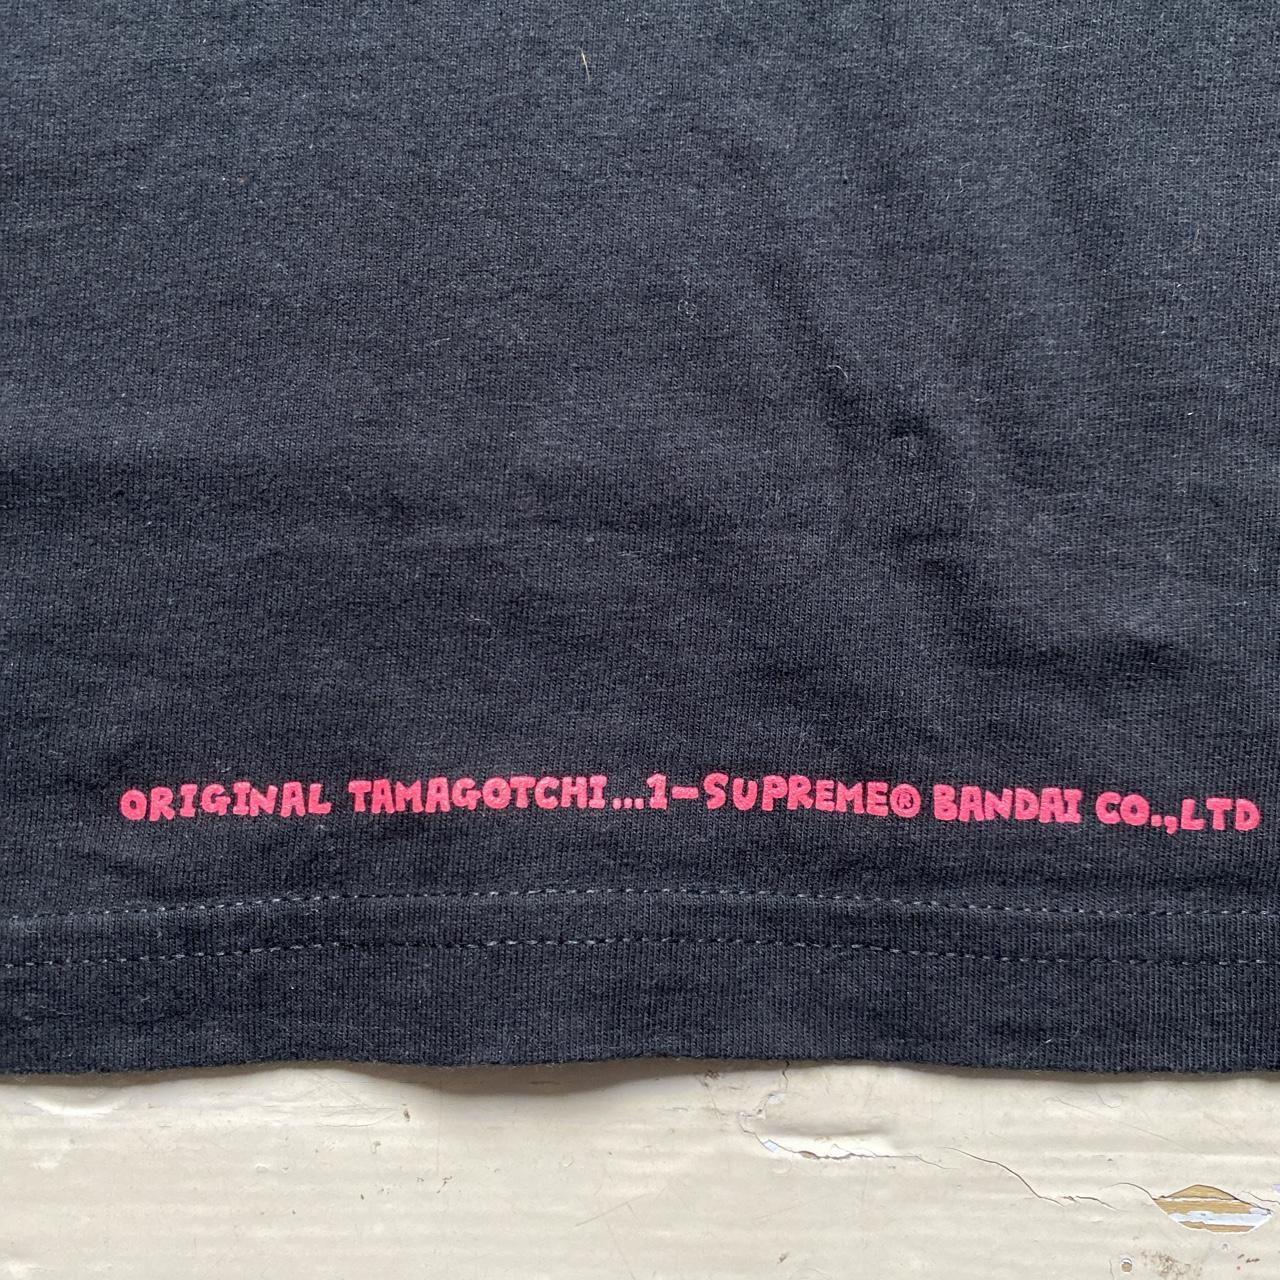 ORIGINAL TAMAGOTCHI...1-SUPREME® BANDAI CO.,LTD